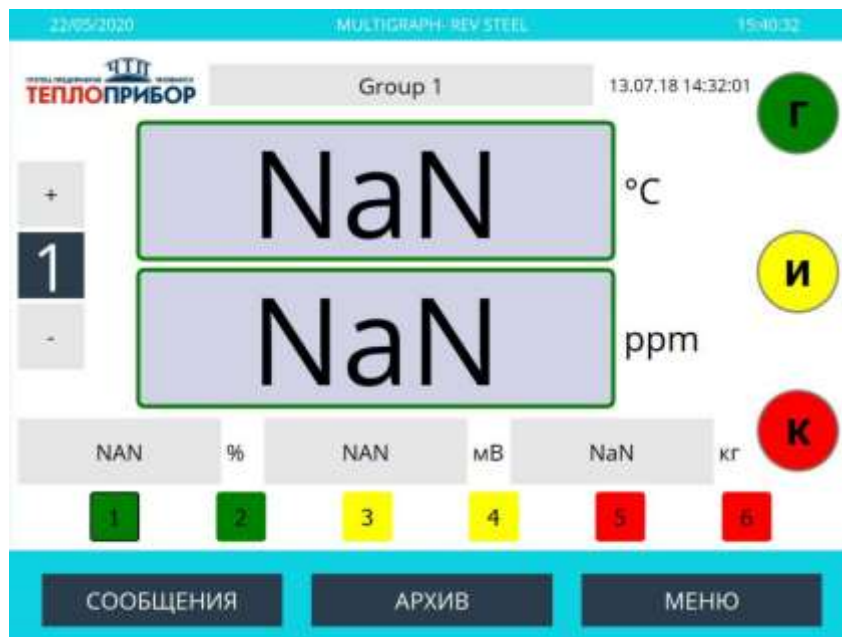 22/05/2020 MULTIGRAPH- REV STEEL 15:40:32
ЧТП
ТЕПЛОПРИБОР
Group 1
13.07.18 14:32:01
Г
NaN °C
+
1
-
И
NaN ppm
К
NAN % NAN мВ NaN кг
1 2 3 4 5 6
СООБЩЕНИЯ АРХИВ МЕНЮ